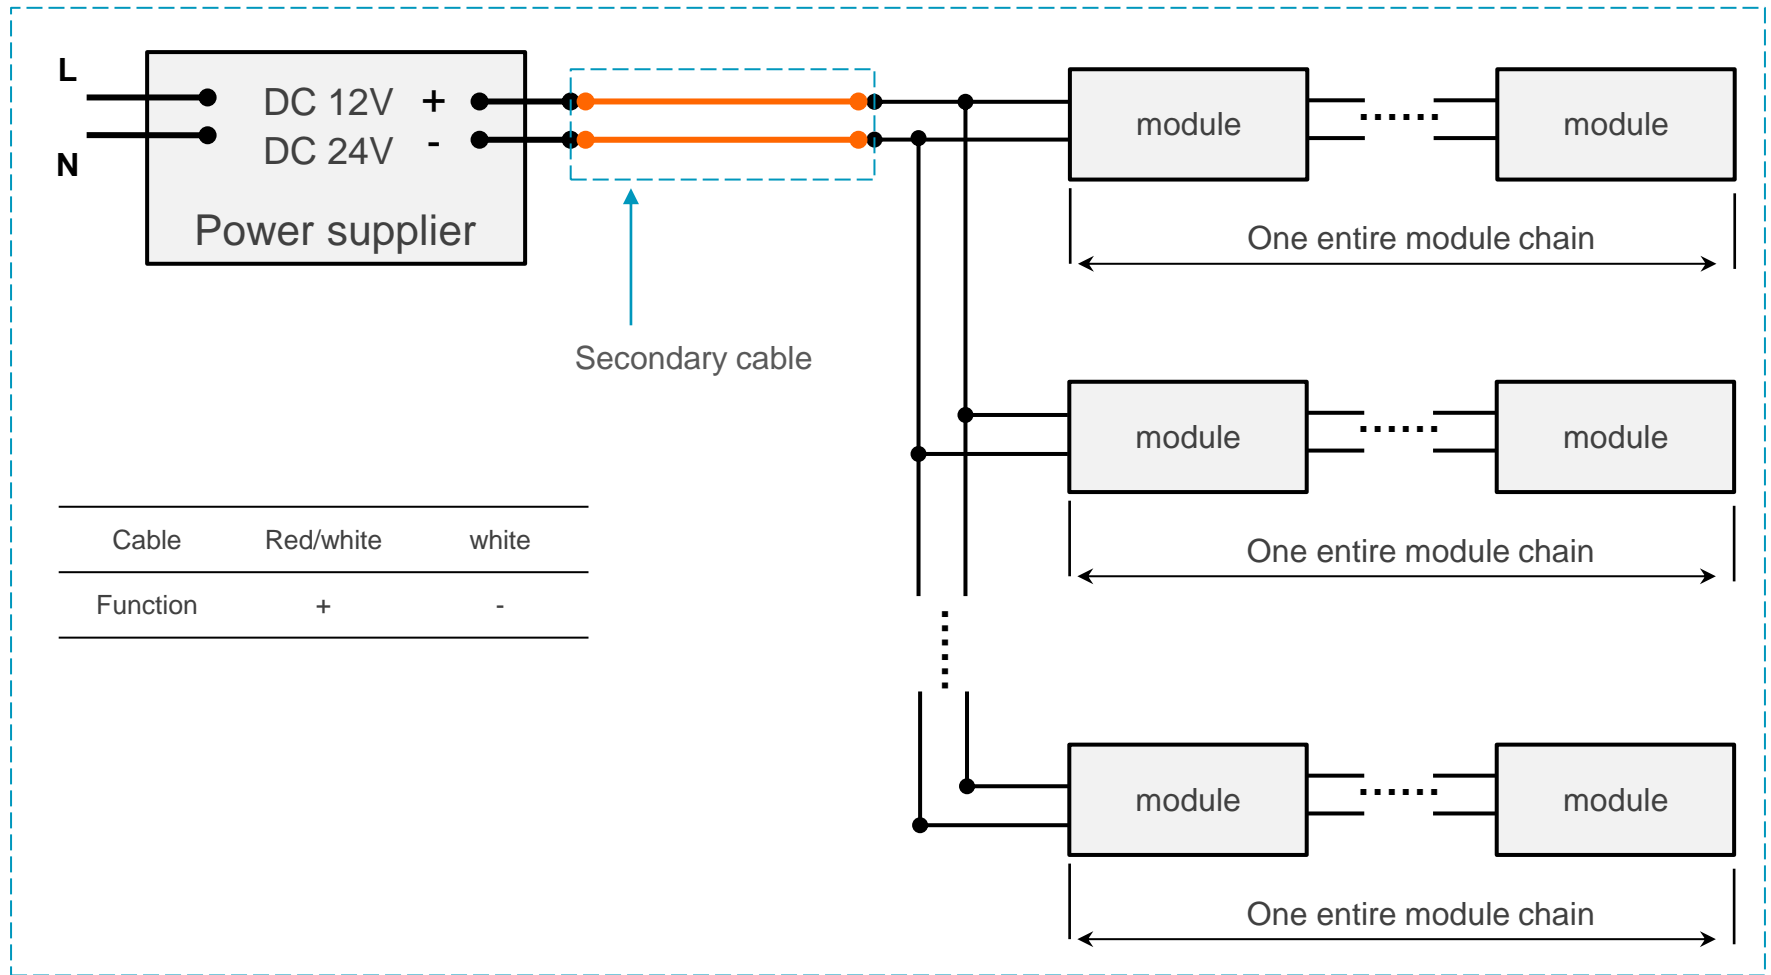 L
N
DC 12V +
DC 24V -
Power supplier
Secondary cable
module
module
One entire module chain
module
module
One entire module chain
Cable Red/white white
Function + -
module
module
One entire module chain